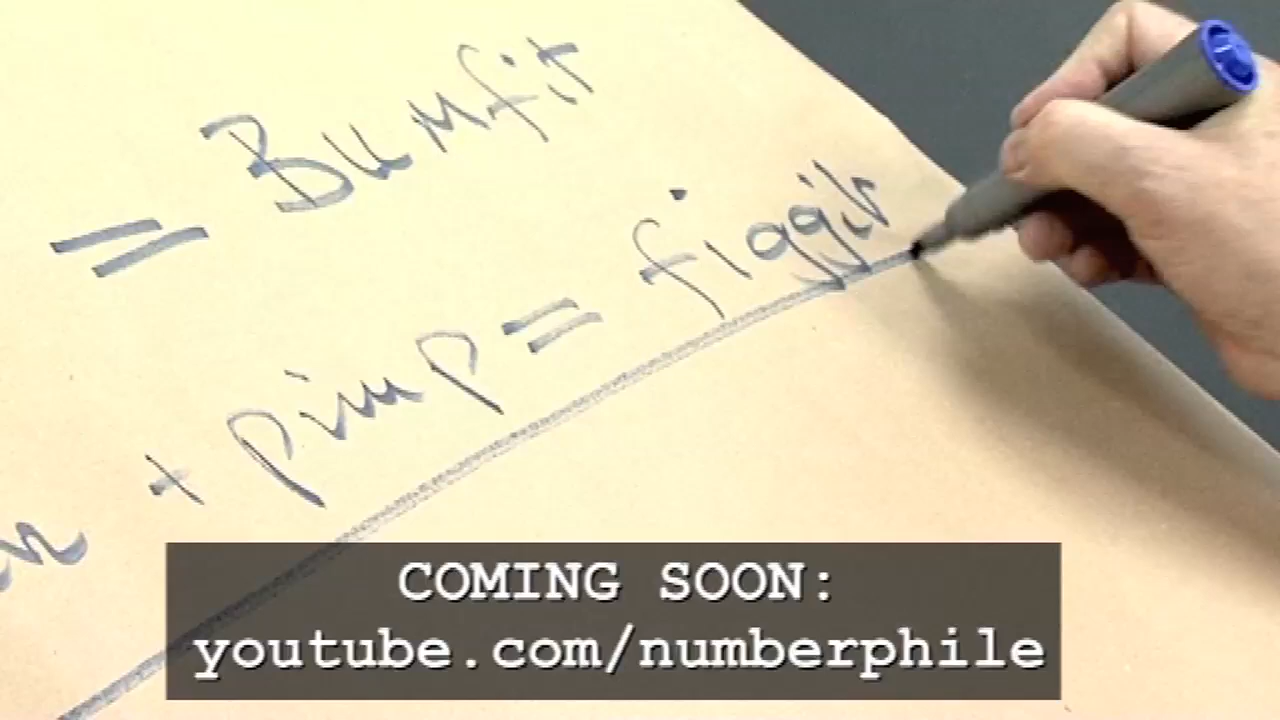 = Bumfit
+ pimp = figgit
COMING SOON:
youtube.com/numberphile